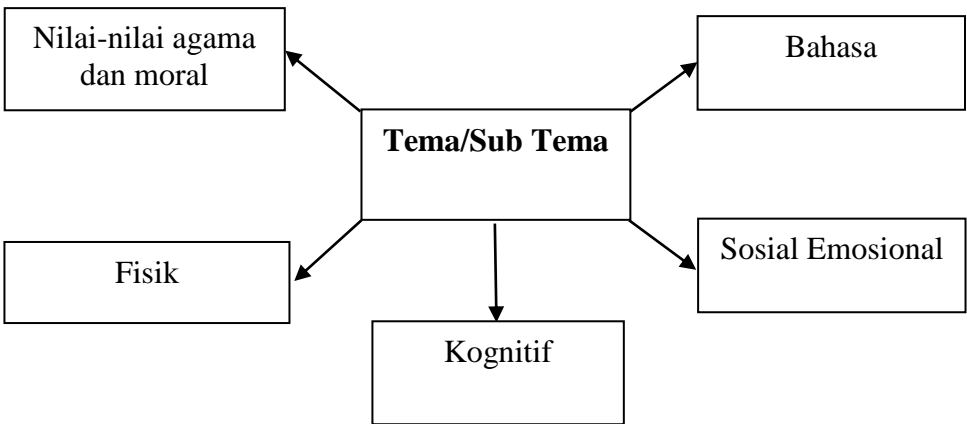 Nilai-nilai agama
dan moral
Bahasa
Tema/Sub Tema
Fisik
Sosial Emosional
Kognitif